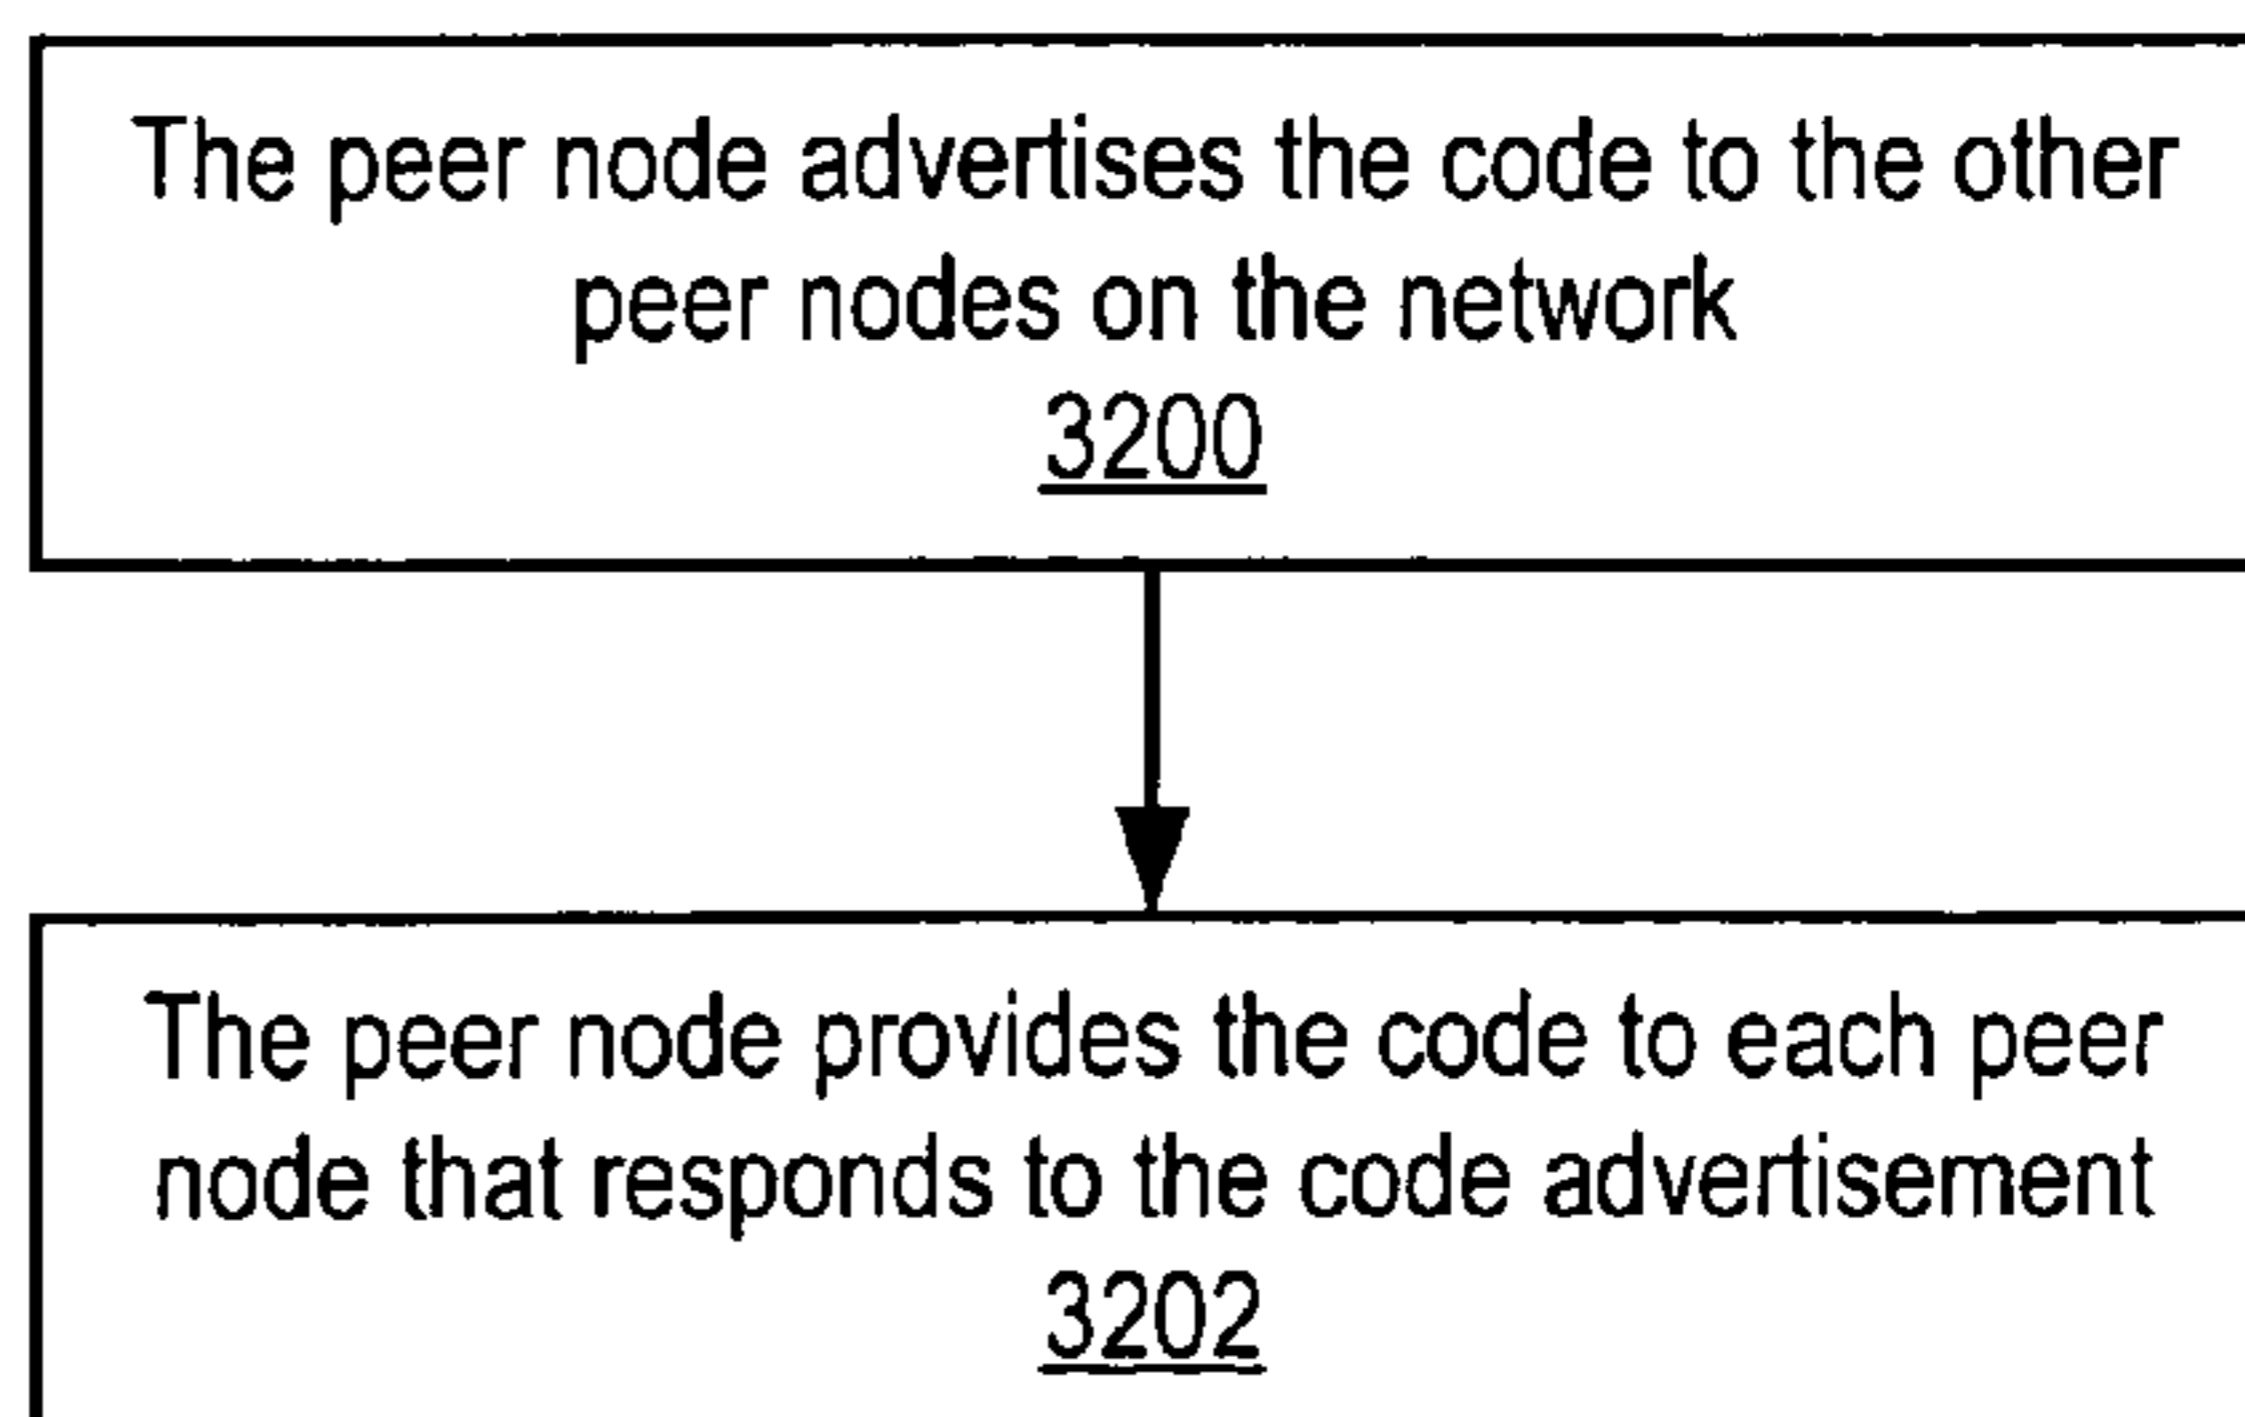 The peer node advertises the code to the other
peer nodes on the network
3200
The peer node provides the code to each peer
node that responds to the code advertisement
3202